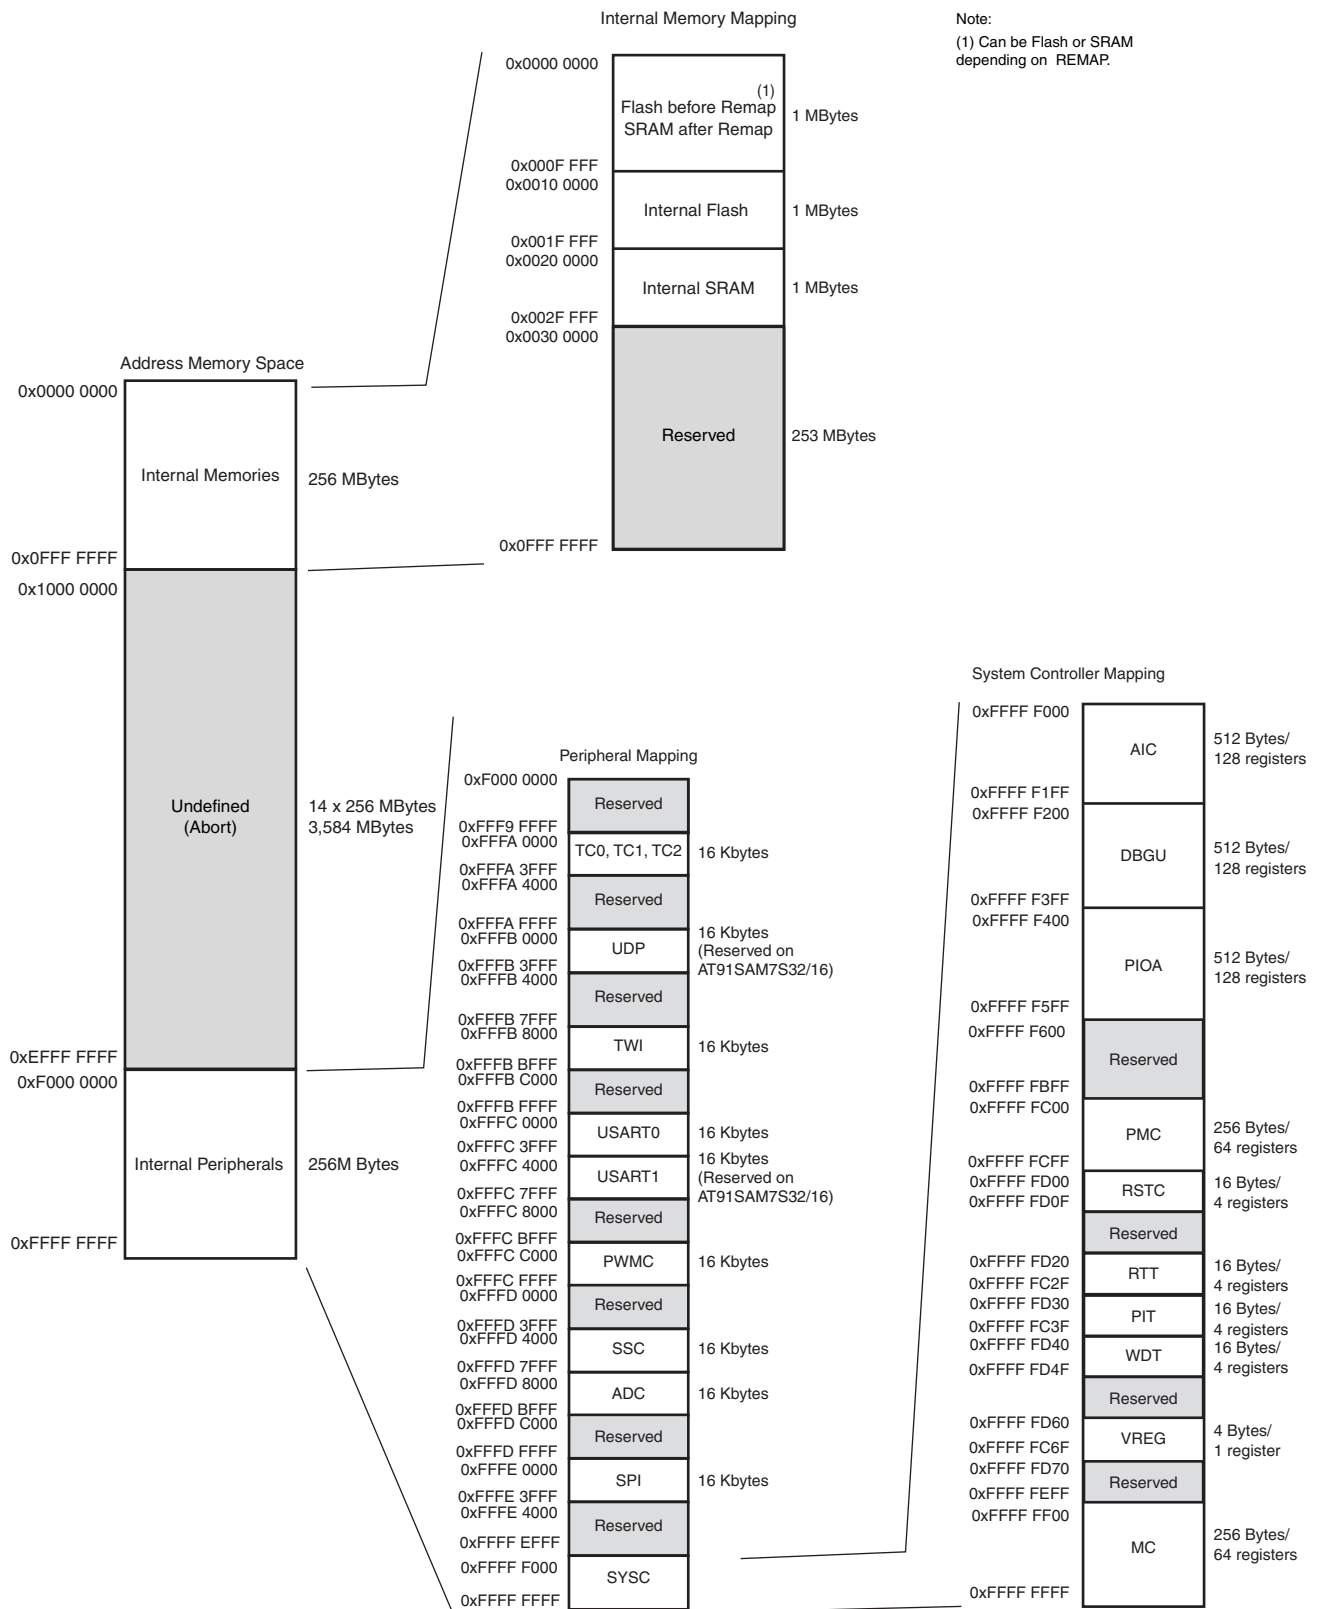 Internal Memory Mapping
Note:
(1) Can be Flash or SRAM
depending on REMAP.
0x0000 0000
(1)
Flash before Remap
SRAM after Remap
1 MBytes
0x000F FFF
0x0010 0000
Internal Flash
1 MBytes
0x001F FFF
0x0020 0000
Internal SRAM
1 MBytes
0x002F FFF
0x0030 0000
Reserved
253 MBytes
0x0FFF FFFF
Address Memory Space
0x0000 0000
Internal Memories
256 MBytes
0x0FFF FFFF
0x1000 0000
Undefined
(Abort)
14 x 256 MBytes
3,584 MBytes
0xEFFF FFFF
0xF000 0000
Internal Peripherals
256M Bytes
0xFFFF FFFF
Peripheral Mapping
0xF000 0000
Reserved
0xFFF9 FFFF
0xFFFA 0000
TC0, TC1, TC2
16 Kbytes
0xFFFA 3FFF
0xFFFA 4000
Reserved
0xFFFA FFFF
0xFFFB 0000
UDP
16 Kbytes
(Reserved on
AT91SAM7S32/16)
0xFFFB 3FFF
0xFFFB 4000
Reserved
0xFFFB 7FFF
0xFFFB 8000
TWI
16 Kbytes
0xFFFB BFFF
0xFFFB C000
Reserved
0xFFFB FFFF
0xFFFC 0000
USART0
16 Kbytes
0xFFFC 3FFF
0xFFFC 4000
USART1
16 Kbytes
(Reserved on
AT91SAM7S32/16)
0xFFFC 7FFF
0xFFFC 8000
Reserved
0xFFFC BFFF
0xFFFC C000
PWMC
16 Kbytes
0xFFFC FFFF
0xFFFD 0000
Reserved
0xFFFD 3FFF
0xFFFD 4000
SSC
16 Kbytes
0xFFFD 7FFF
0xFFFD 8000
ADC
16 Kbytes
0xFFFD BFFF
0xFFFD C000
Reserved
0xFFFD FFFF
0xFFFE 0000
SPI
16 Kbytes
0xFFFE 3FFF
0xFFFE 4000
Reserved
0xFFFF EFFF
0xFFFF F000
SYSC
0xFFFF FFFF
System Controller Mapping
0xFFFF F000
AIC
512 Bytes/
128 registers
0xFFFF F1FF
0xFFFF F200
DBGU
512 Bytes/
128 registers
0xFFFF F3FF
0xFFFF F400
PIOA
512 Bytes/
128 registers
0xFFFF F5FF
0xFFFF F600
Reserved
0xFFFF FBFF
0xFFFF FC00
PMC
256 Bytes/
64 registers
0xFFFF FCFF
0xFFFF FD00
RSTC
16 Bytes/
4 registers
0xFFFF FD0F
Reserved
0xFFFF FD20
RTT
16 Bytes/
4 registers
0xFFFF FC2F
0xFFFF FD30
PIT
16 Bytes/
4 registers
0xFFFF FC3F
0xFFFF FD40
WDT
16 Bytes/
4 registers
0xFFFF FD4F
Reserved
0xFFFF FD60
VREG
4 Bytes/
1 register
0xFFFF FC6F
0xFFFF FD70
Reserved
0xFFFF FEFF
0xFFFF FF00
MC
256 Bytes/
64 registers
0xFFFF FFFF